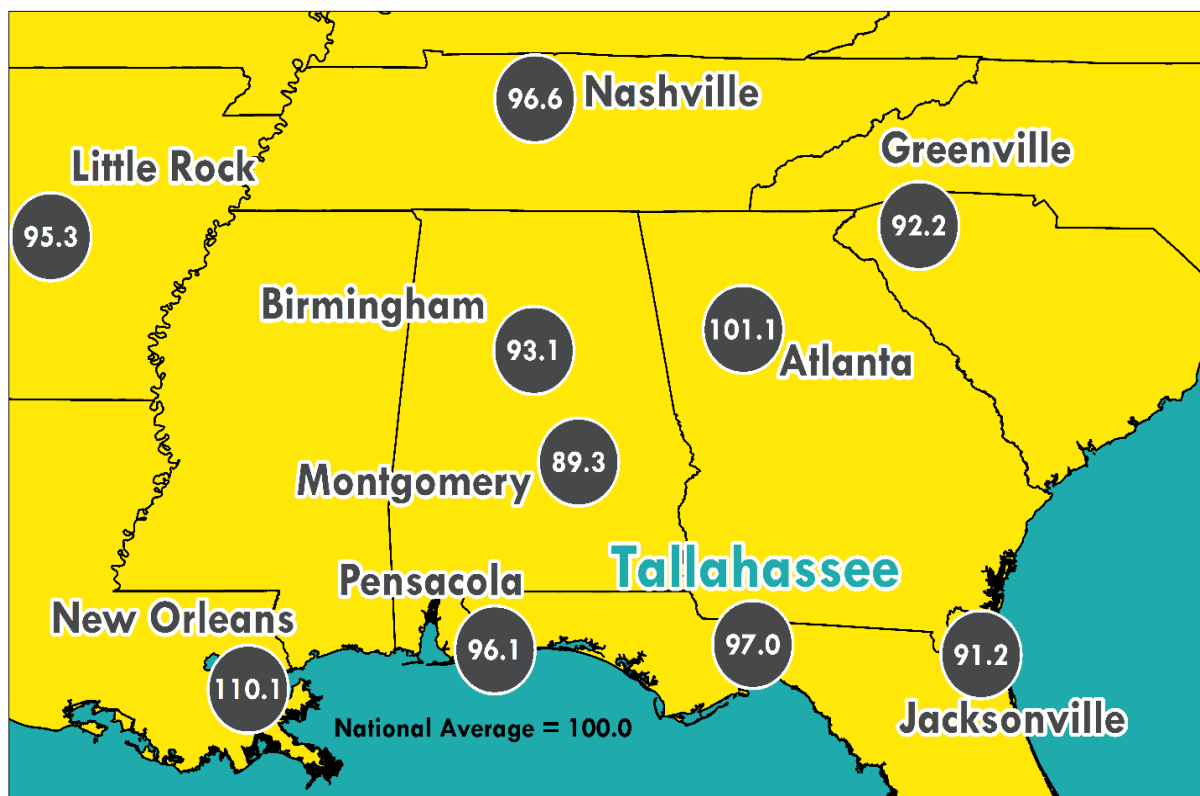 96.6 Nashville
Greenville
92.2
Little Rock
95.3
Birmingham
93.1
101.1
Atlanta
89.3
Montgomery
Tallahassee
97.0
Pensacola
96.1
New Orleans
110.1
91.2
Jacksonville
National Average = 100.0